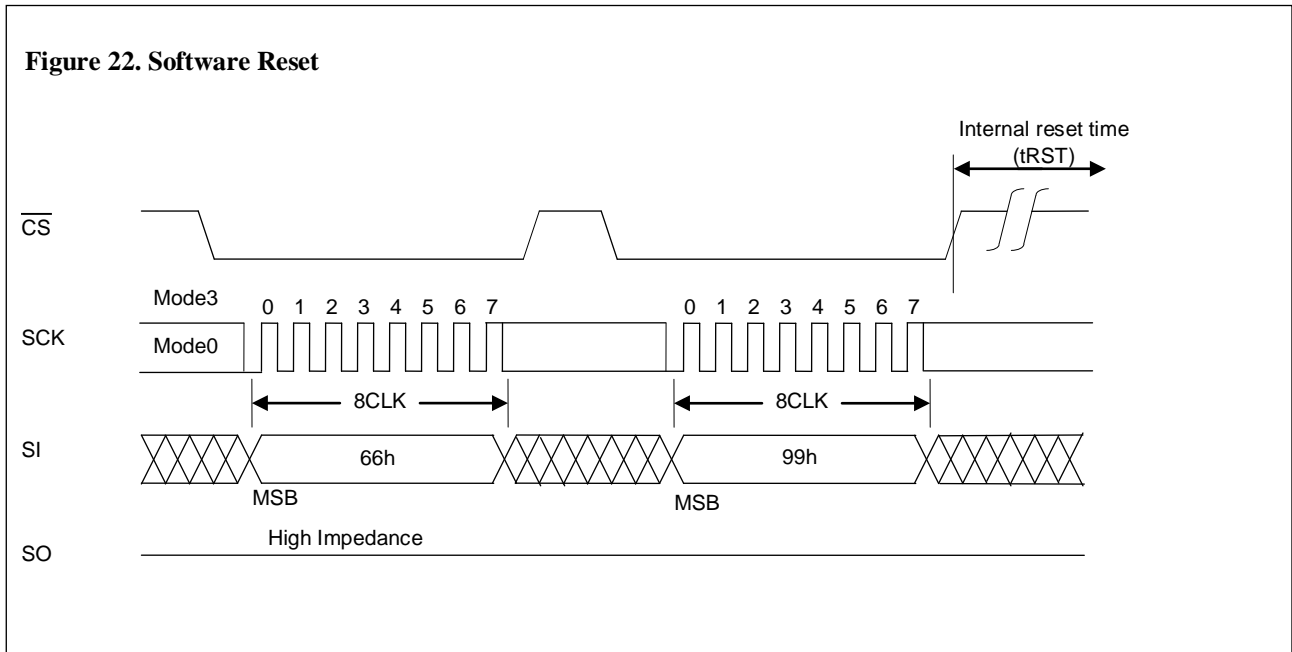 Figure 22. Software Reset
Internal reset time
(tRST)
CS
Mode3
0 1 2 3 4 5 6 7
0 1 2 3 4 5 6 7
SCK
Mode0
8CLK
8CLK
SI
66h
99h
MSB
MSB
High Impedance
SO